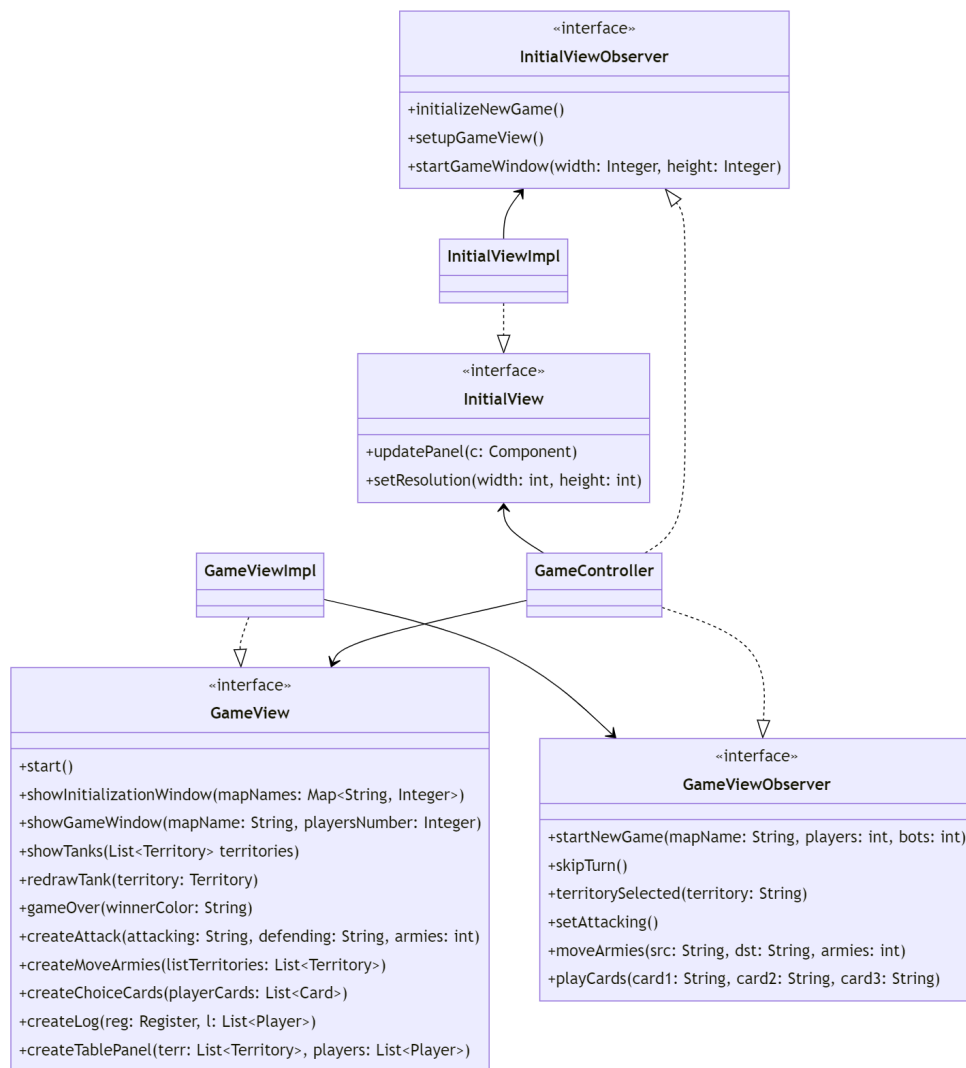 «interface»
InitialViewObserver
+initializeNewGame()
+setupGameView()
+startGameWindow(width: Integer, height: Integer)
InitialViewImpl
«interface»
InitialView
+updatePanel(c: Component)
+setResolution(width: int, height: int)
GameViewImpl
GameController
«interface»
GameView
+start()
+showInitializationWindow(mapNames: Map<String, Integer>)
+showGameWindow(mapName: String, playersNumber: Integer)
+showTanks(List<Territory> territories)
+redrawTank(territory: Territory)
+gameOver(winnerColor: String)
+createAttack(attacking: String, defending: String, armies: int)
+createMoveArmies(listTerritories: List<Territory>)
+createChoiceCards(playerCards: List<Card>)
+createLog(reg: Register, l: List<Player>)
+createTablePanel(terr: List<Territory>, players: List<Player>)
«interface»
GameViewObserver
+startNewGame(mapName: String, players: int, bots: int)
+skipTurn()
+territorySelected(territory: String)
+setAttacking()
+moveArmies(src: String, dst: String, armies: int)
+playCards(card1: String, card2: String, card3: String)